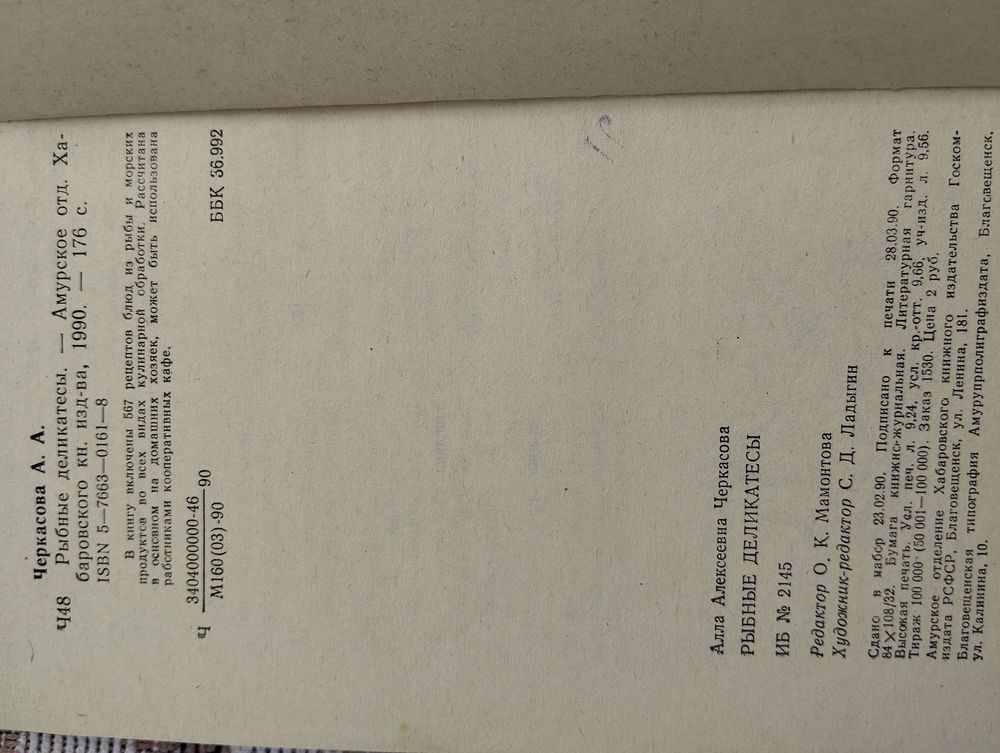 Черкасова А. А.
Ч48 Рыбные деликатесы. — Амурское отд. Ха-
баровского кн. изд-ва, 1990. — 176 с.
ISBN 5—7663—0161—8
В книгу включены 567 рецептов блюд из рыбы и морских
продуктов во всех видах кулинарной обработки. Рассчитана
в основном на домашних хозяек, может быть использована
работниками кооперативных кафе.
Ч 3404000000-46 90
М160(03)-90
ББК 36.992
Алла Алексеевна Черкасова
РЫБНЫЕ ДЕЛИКАТЕСЫ
ИБ № 2145
Редактор О. К. Мамонтова
Художник-редактор С. Д. Ладыгин
Сдано в набор 23.02.90. Подписано к печати 28.03.90. Формат
84×108/32. Бумага книжно-журнальная. Литературная гарнитура.
Высокая печать. Усл. печ. л. 9,24, усл. кр.-отт. 9,66, уч-изд. л. 9,56.
Тираж 100 000 (50 001—100 000). Заказ 1530. Цена 2 руб.
Амурское отделение Хабаровского книжного издательства Госком-
издата РСФСР, Благовещенск, ул. Ленина, 181.
Благовещенская типография Амурупрполиграфиздата, Благовещенск,
ул. Калинина, 10.